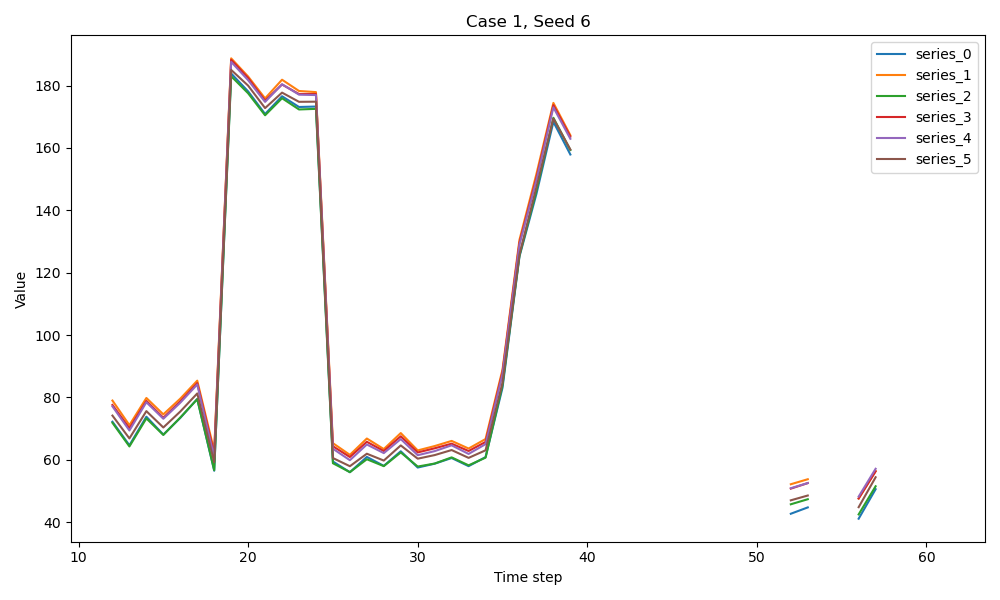 Case 1, Seed 6
series_0
series_1
series_2
series_3
series_4
series_5
Value
180
160
140
120
100
80
60
40
10
20
30
40
50
60
Time step